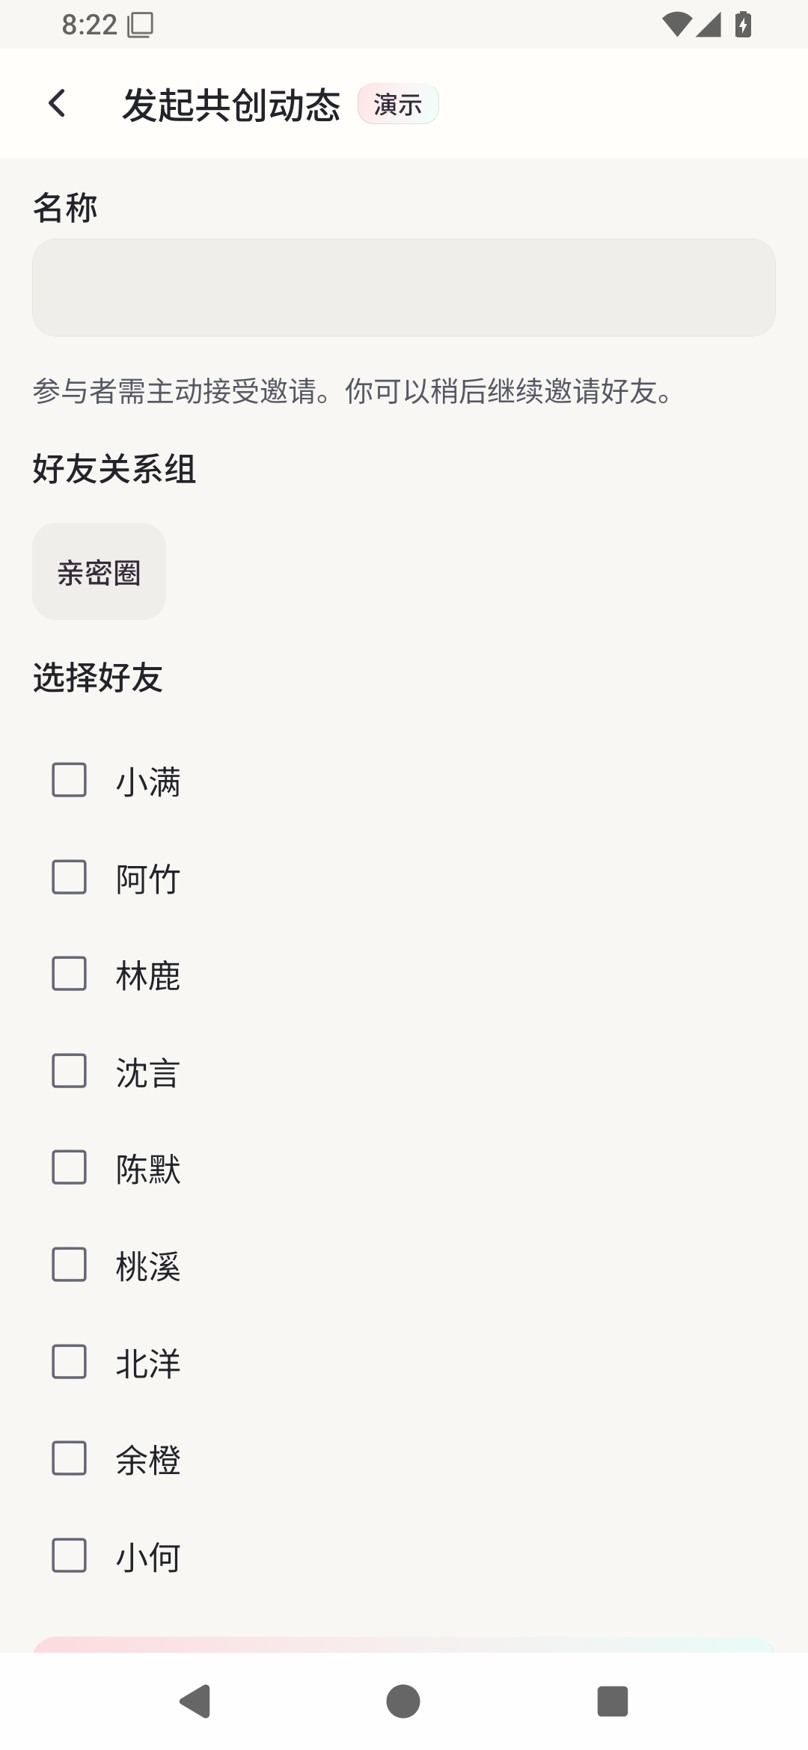 8:22
发起共创动态 演示
名称
参与者需主动接受邀请。你可以稍后继续邀请好友。
好友关系组
亲密圈
选择好友
小满
阿竹
林鹿
沈言
陈默
桃溪
北洋
余橙
小何